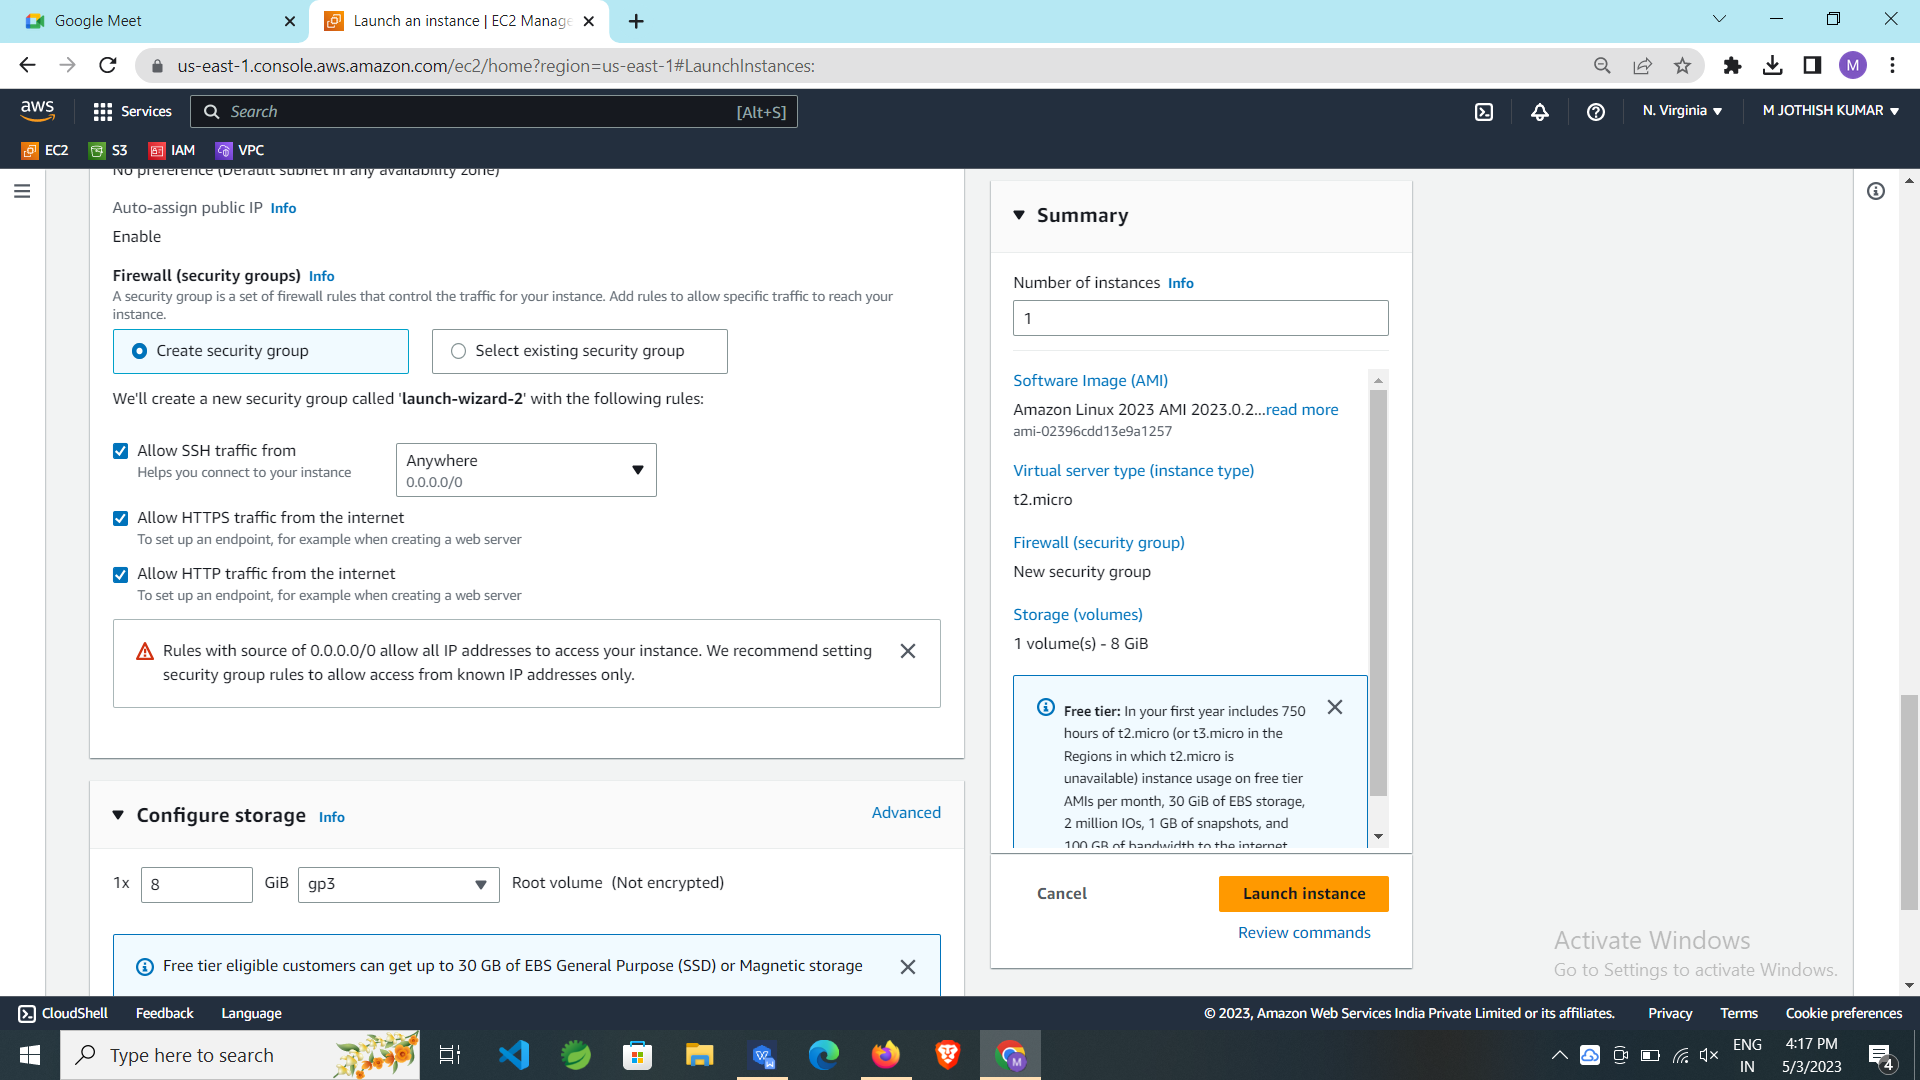 Google Meet
Launch an instance | EC2 Manage
us-east-1.console.aws.amazon.com/ec2/home?region=us-east-1#LaunchInstances:
M
aws
Services
Search
[Alt+S]
N. Virginia
M JOTHISH KUMAR
EC2
S3
IAM
VPC
No preference (Default subnet in any availability zone)
Auto-assign public IP Info
Enable
Firewall (security groups) Info
A security group is a set of firewall rules that control the traffic for your instance. Add rules to allow specific traffic to reach your
instance.
Create security group
Select existing security group
We'll create a new security group called 'launch-wizard-2' with the following rules:
Allow SSH traffic from
Helps you connect to your instance
Anywhere
0.0.0.0/0
Allow HTTPS traffic from the internet
To set up an endpoint, for example when creating a web server
Allow HTTP traffic from the internet
To set up an endpoint, for example when creating a web server
Rules with source of 0.0.0.0/0 allow all IP addresses to access your instance. We recommend setting
security group rules to allow access from known IP addresses only.
Configure storage Info
Advanced
1x
8
GiB
gp3
Root volume (Not encrypted)
Free tier eligible customers can get up to 30 GB of EBS General Purpose (SSD) or Magnetic storage
Summary
Number of instances Info
1
Software Image (AMI)
Amazon Linux 2023 AMI 2023.0.2...read more
ami-02396cdd13e9a1257
Virtual server type (instance type)
t2.micro
Firewall (security group)
New security group
Storage (volumes)
1 volume(s) - 8 GiB
Free tier: In your first year includes 750
hours of t2.micro (or t3.micro in the
Regions in which t2.micro is
unavailable) instance usage on free tier
AMIs per month, 30 GiB of EBS storage,
2 million IOs, 1 GB of snapshots, and
100 GB of bandwidth to the internet
Cancel
Launch instance
Review commands
Activate Windows
Go to Settings to activate Windows.
CloudShell
Feedback
Language
© 2023, Amazon Web Services India Private Limited or its affiliates.
Privacy
Terms
Cookie preferences
Type here to search
M
ENG
IN
4:17 PM
5/3/2023
4